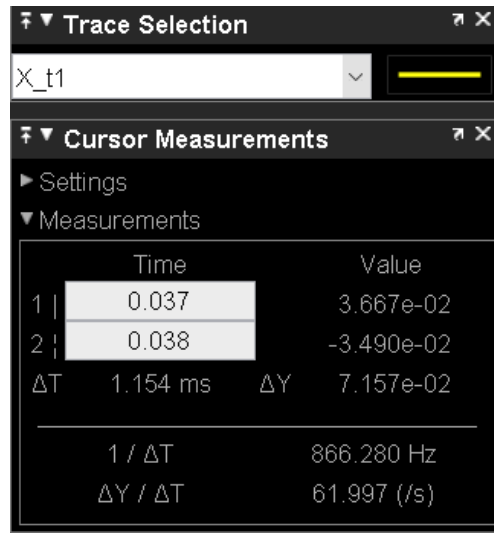 Trace Selection
X_t1
Cursor Measurements
Settings
Measurements
Time Value
1 | 0.037 3.667e-02
2 ¦ 0.038 -3.490e-02
ΔT 1.154 ms ΔY 7.157e-02
1 / ΔT 866.280 Hz
ΔY / ΔT 61.997 (/s)